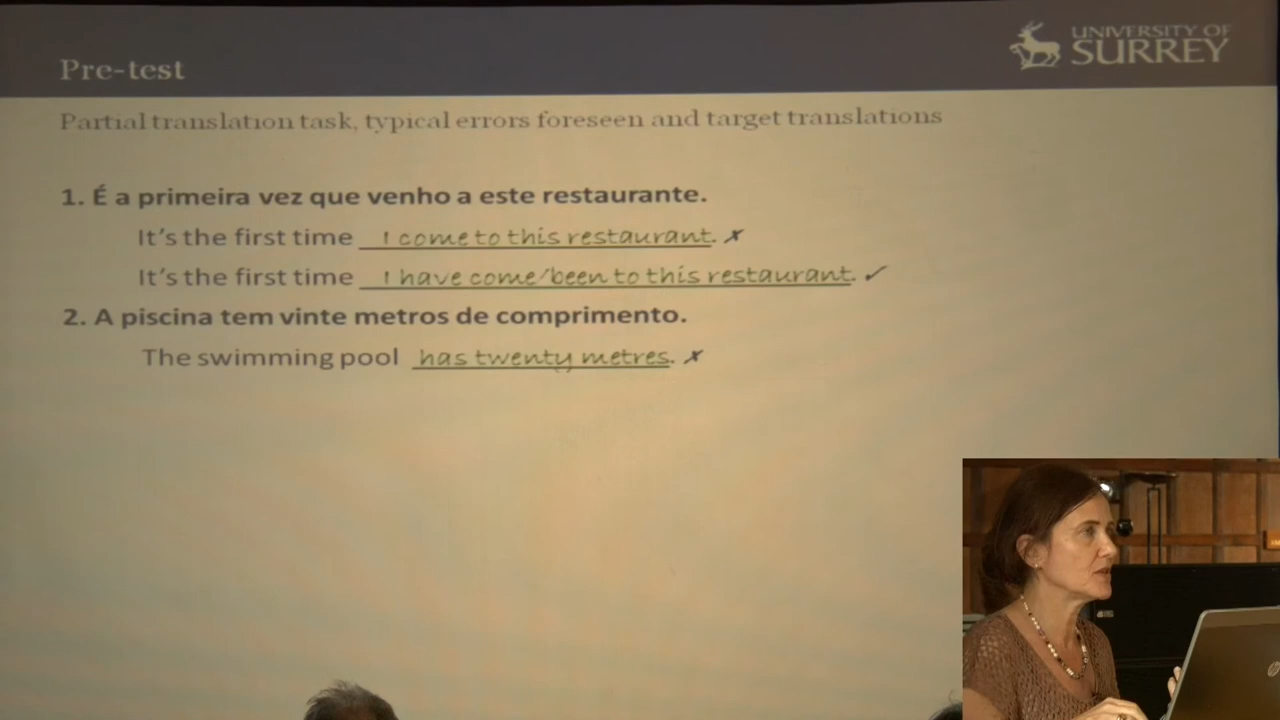 Pre-test
UNIVERSITY OF
SURREY
Partial translation task, typical errors foreseen and target translations
1. É a primeira vez que venho a este restaurante.
It's the first time I come to this restaurant. ✗
It's the first time I have come/been to this restaurant. ✓
2. A piscina tem vinte metros de comprimento.
The swimming pool has twenty metres. ✗